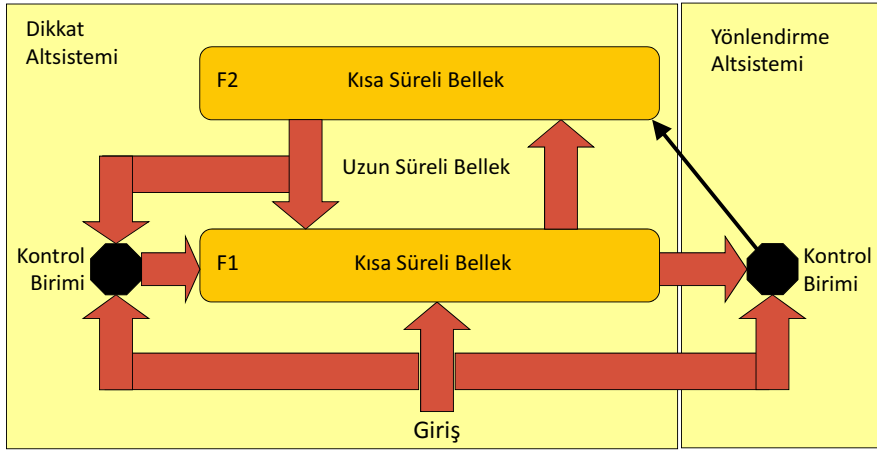 Dikkat
Altsistemi
Yönlendirme
Altsistemi
F2 Kısa Süreli Bellek
Uzun Süreli Bellek
Kontrol
Birimi
F1 Kısa Süreli Bellek
Kontrol
Birimi
Giriş